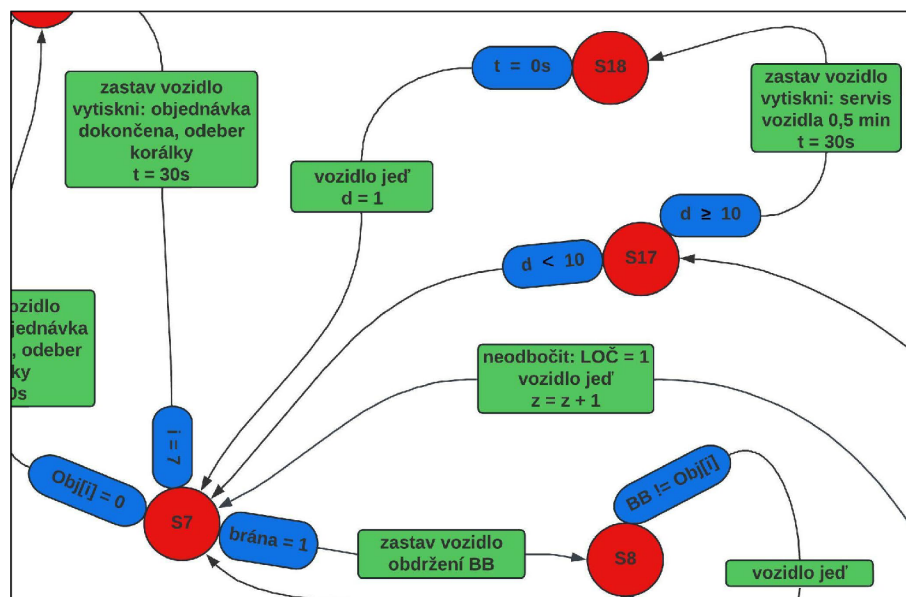 zastav vozidlo
vytiskni: objednávka
dokončena, odeber
korálky
t = 30s
t = 0s
S18
zastav vozidlo
vytiskni: servis
vozidla 0,5 min
t = 30s
vozidlo jeď
d = 1
d ≥ 10
S17
d < 10
odeber
0s
neodbočit: LOČ = 1
vozidlo jeď
z = z + 1
i = 7
Obj[i] = 0
S7
brána = 1
zastav vozidlo
obdržení BB
S8
BB != Obj[i]
vozidlo jeď